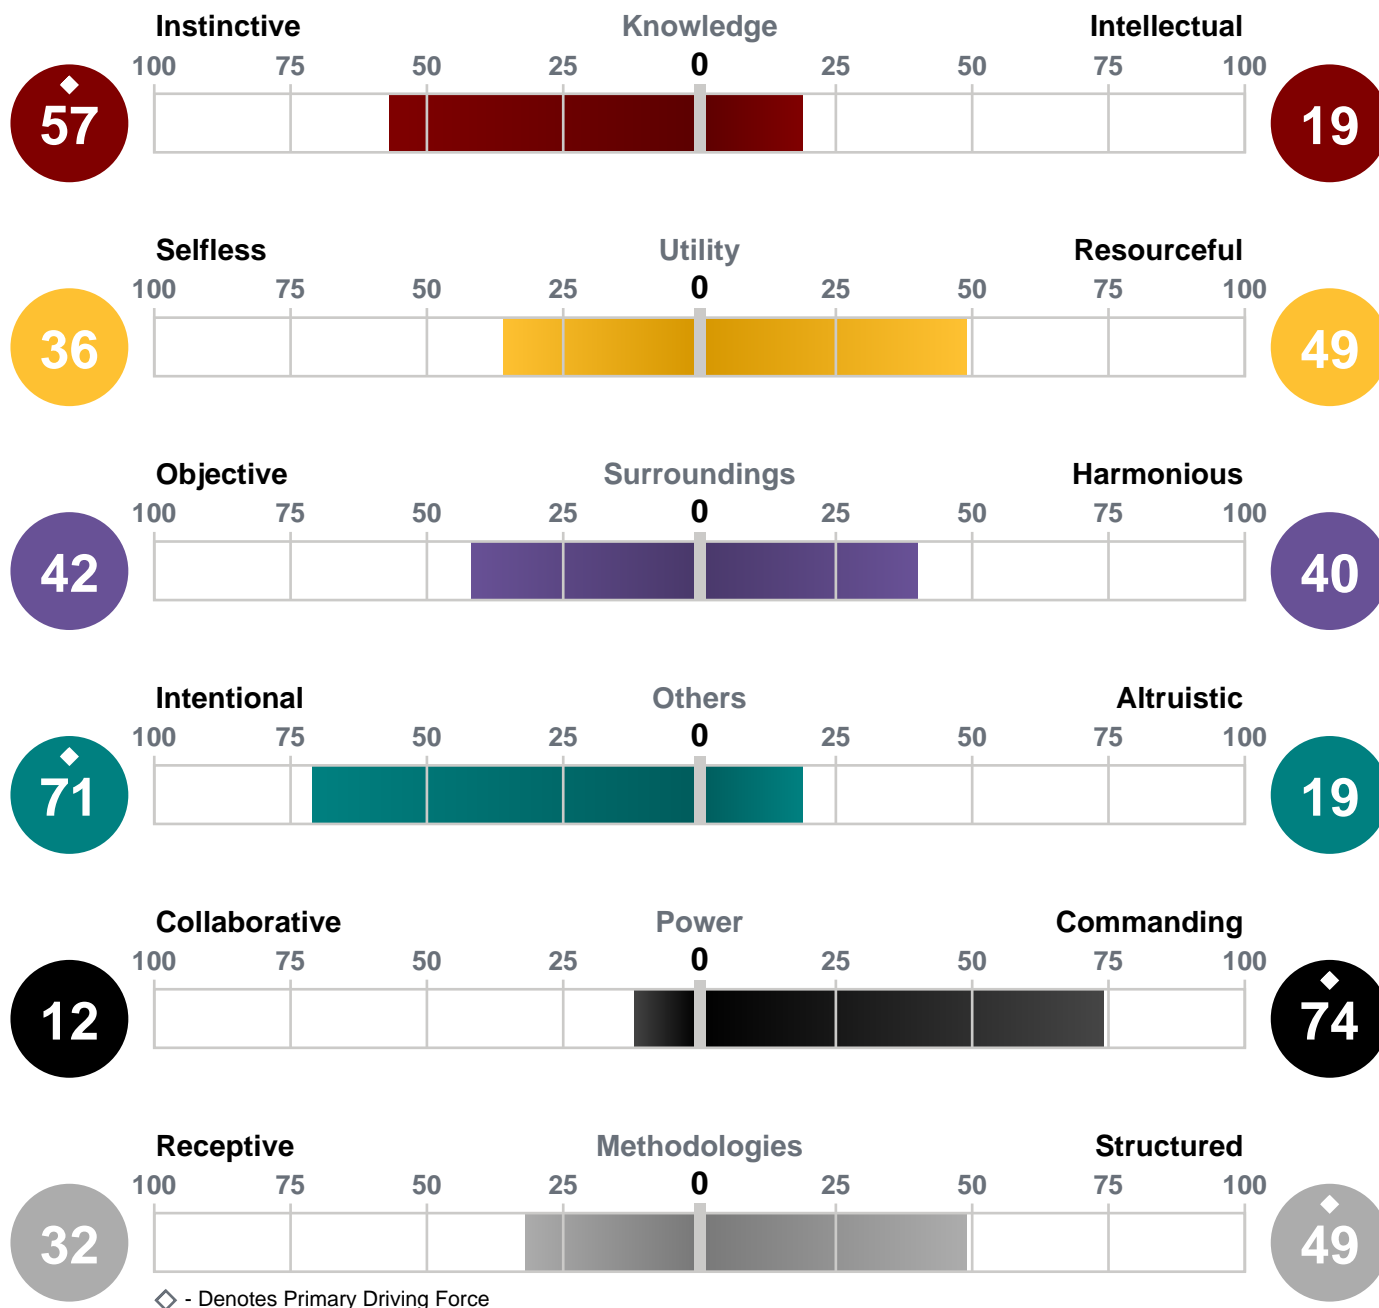 Instinctive Knowledge Intellectual
100 75 50 25 0 25 50 75 100
57 19
Selfless Utility Resourceful
100 75 50 25 0 25 50 75 100
36 49
Objective Surroundings Harmonious
100 75 50 25 0 25 50 75 100
42 40
Intentional Others Altruistic
100 75 50 25 0 25 50 75 100
71 19
Collaborative Power Commanding
100 75 50 25 0 25 50 75 100
12 74
Receptive Methodologies Structured
100 75 50 25 0 25 50 75 100
32 49
- Denotes Primary Driving Force